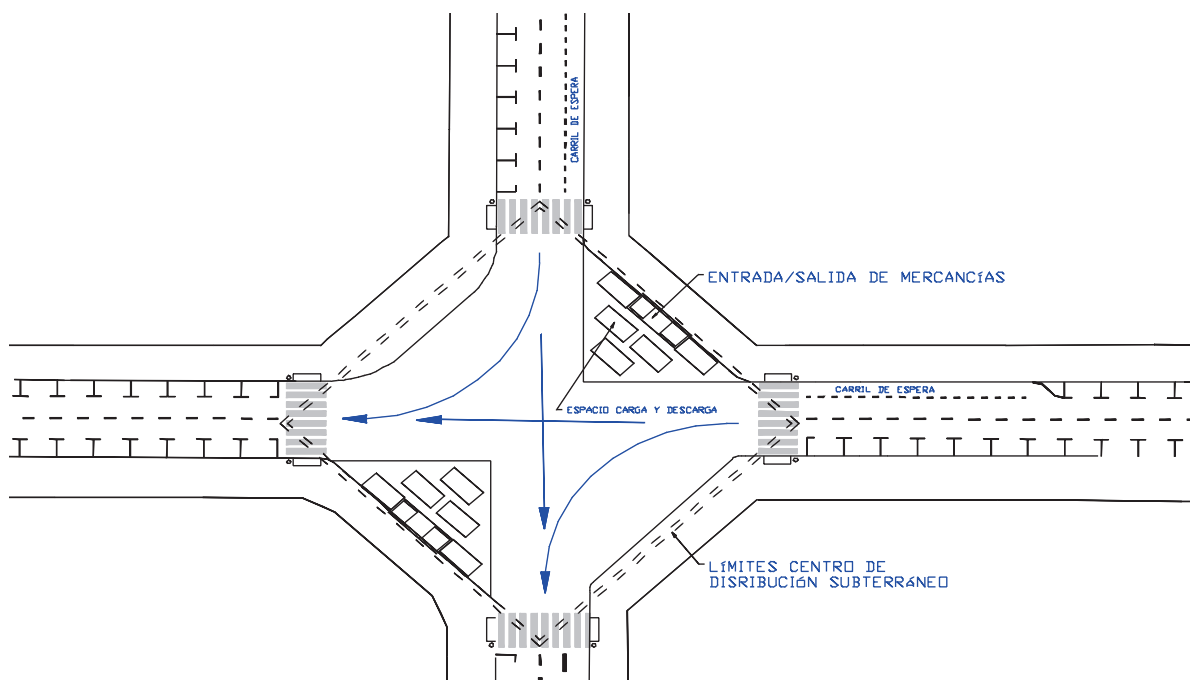 CARRIL DE ESPERA
ENTRADA/SALIDA DE MERCANCíAS
CARRIL DE ESPERA
ESPACIO CARGA Y DESCARGA
LíMITES CENTRO DE
DISRIBUCIóN SUBTERRáNEO